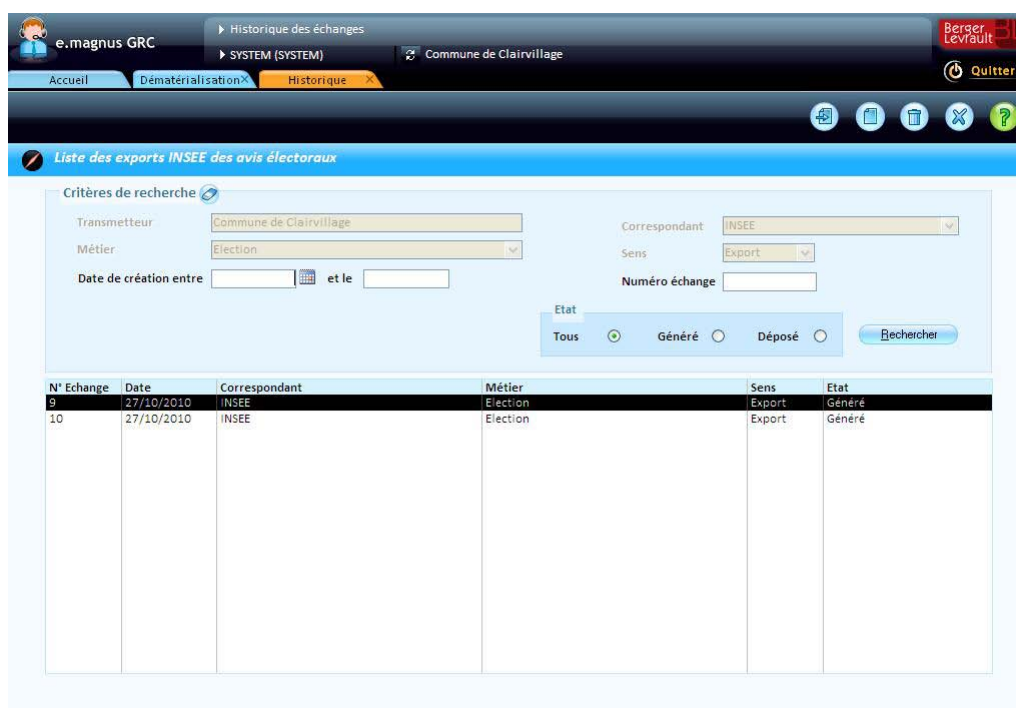 e.magnus GRC
Historique des échanges
SYSTEM (SYSTEM)
Commune de Clairvillage
Berger
Levrault
Quitter
Accueil
Dématérialisation
Historique
Liste des exports INSEE des avis électoraux
Critères de recherche
Transmetteur Commune de Clairvillage Correspondant INSEE
Métier Election Sens Export
Date de création entre et le Numéro échange
Etat
Tous Généré Déposé Rechercher
N° Echange Date Correspondant Métier Sens Etat
9 27/10/2010 INSEE Election Export Généré
10 27/10/2010 INSEE Election Export Généré